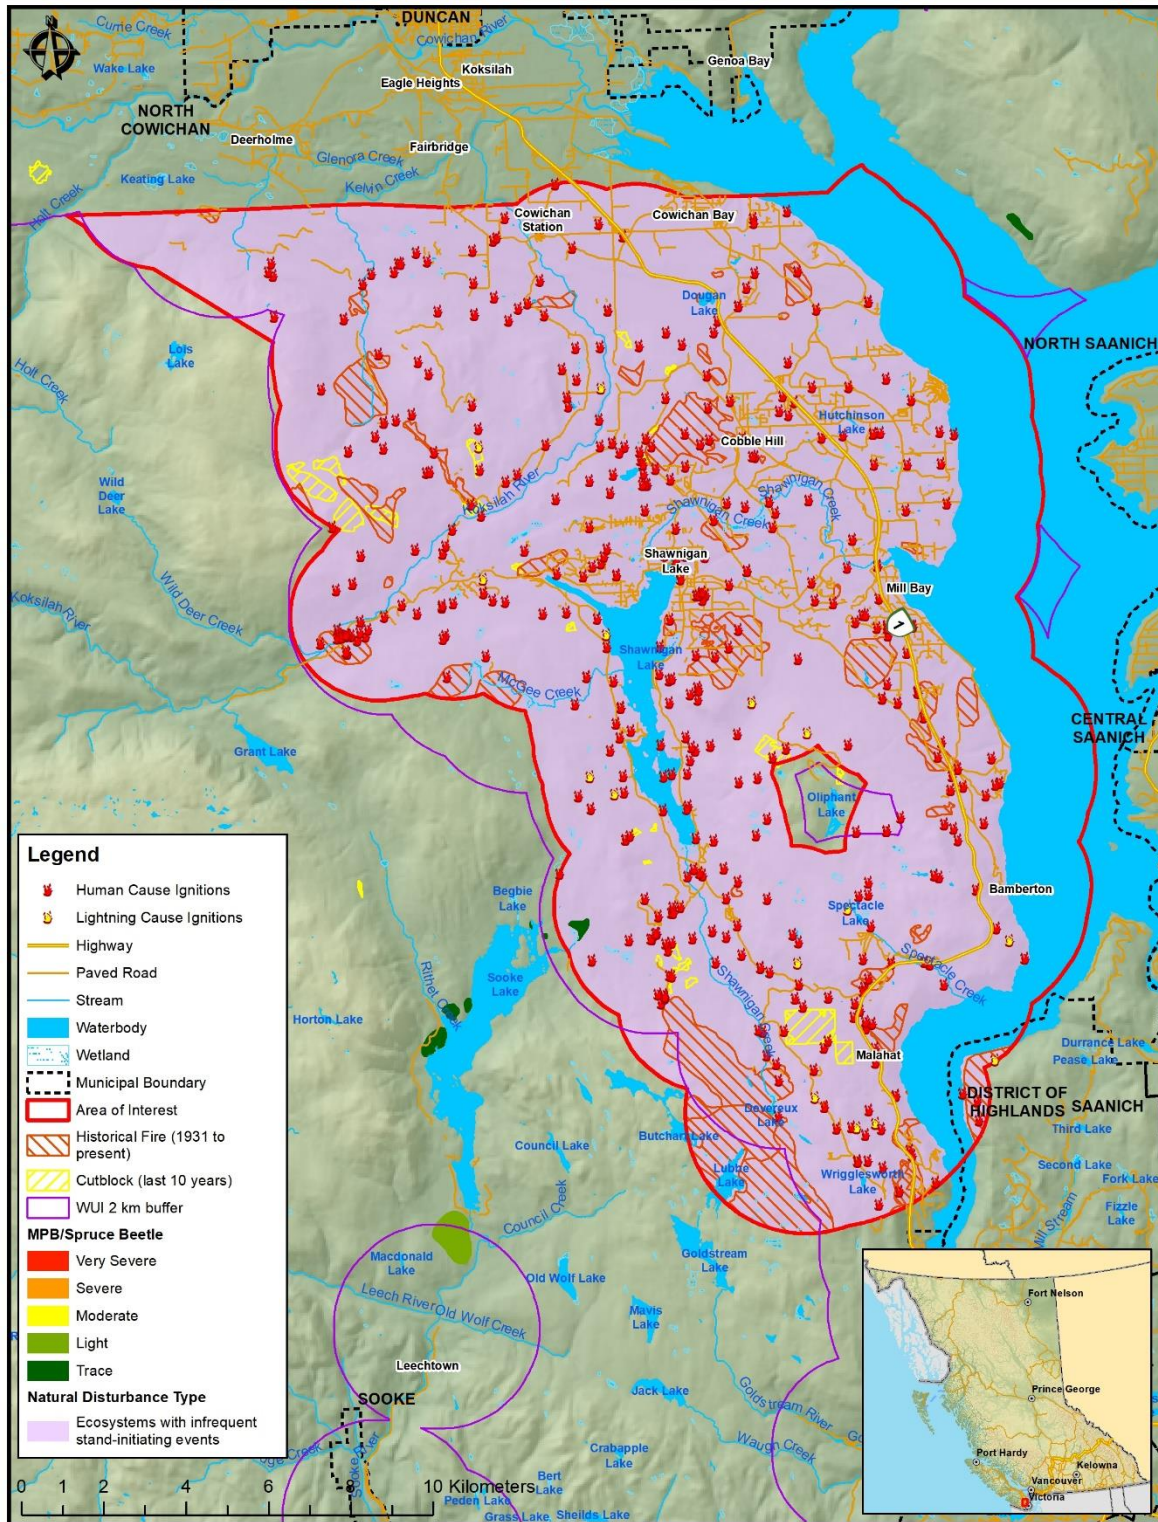 DUNCAN
Currie Creek
Cowichan River
Wake Lake
Koksilah
Genoa Bay
Eagle Heights
NORTH
COWICHAN
Deerholme
Fairbridge
Glenora Creek
Keating Lake
Kelvin Creek
Holt Creek
Cowichan
Station
Cowichan Bay
Dougan
Lake
NORTH SAANICH
Lois
Lake
Holt Creek
Hutchinson
Lake
Cobble Hill
Wild
Deer
Lake
Koksilah River
Shawnigan Creek
Shawnigan Creek
Shawnigan
Lake
Wild Deer Creek
Koksilah River
Mill Bay
1
Shawnigan
Lake
McGee Creek
CENTRAL
SAANICH
Grant Lake
Oliphant
Lake
Begbie
Lake
Bamberton
Spectacle
Lake
Spectacle Creek
Sooke
Lake
Rithet Creek
Shawnigan Creek
Horton Lake
Malahat
Durrance Lake
Pease Lake
DISTRICT OF
HIGHLANDS
SAANICH
Devereux
Lake
Council Lake
Butchart Lake
Third Lake
Lubbe
Lake
Wrigglesworth
Lake
Second Lake
Fork Lake
Fizzle
Lake
Council Creek
Mill Stream
Macdonald
Lake
Old Wolf Lake
Goldstream
Lake
Leech River
Old Wolf Creek
Mavis
Lake
Leechtown
SOOKE
Jack Lake
Goldstream River
Waugh Creek
Sooke River
Crabapple
Lake
Bert
Lake
Peden Lake
Grass Lake
Sheilds Lake
Legend
Human Cause Ignitions
Lightning Cause Ignitions
Highway
Paved Road
Stream
Waterbody
Wetland
Municipal Boundary
Area of Interest
Historical Fire (1931 to
present)
Cutblock (last 10 years)
WUI 2 km buffer
MPB/Spruce Beetle
Very Severe
Severe
Moderate
Light
Trace
Natural Disturbance Type
Ecosystems with infrequent
stand-initiating events
0 1 2 4 6 8 10 Kilometers
Fort Nelson
Prince George
Port Hardy
Kelowna
Vancouver
Victoria